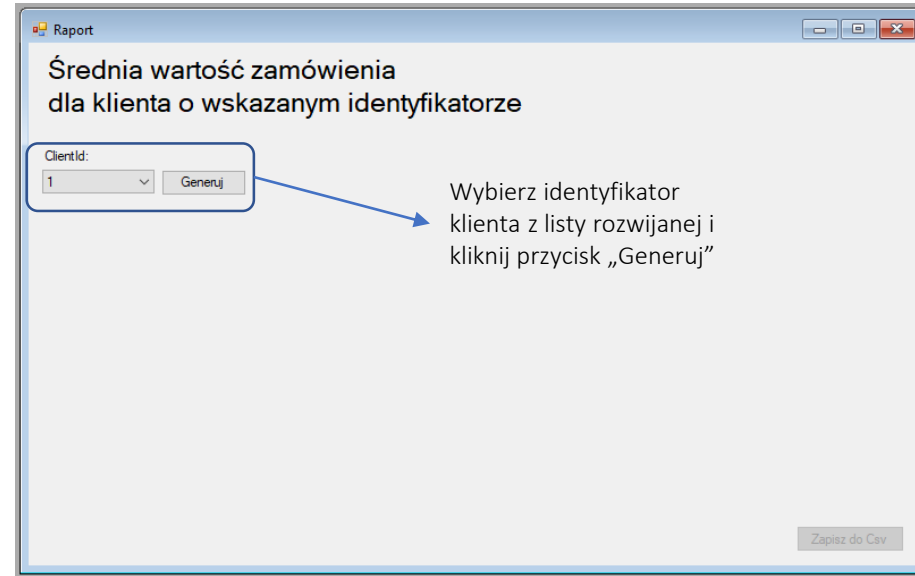 Raport
Średnia wartość zamówienia
dla klienta o wskazanym identyfikatorze
ClientId:
1
Generuj
Wybierz identyfikator
klienta z listy rozwijanej i
kliknij przycisk „Generuj”
Zapisz do Csv